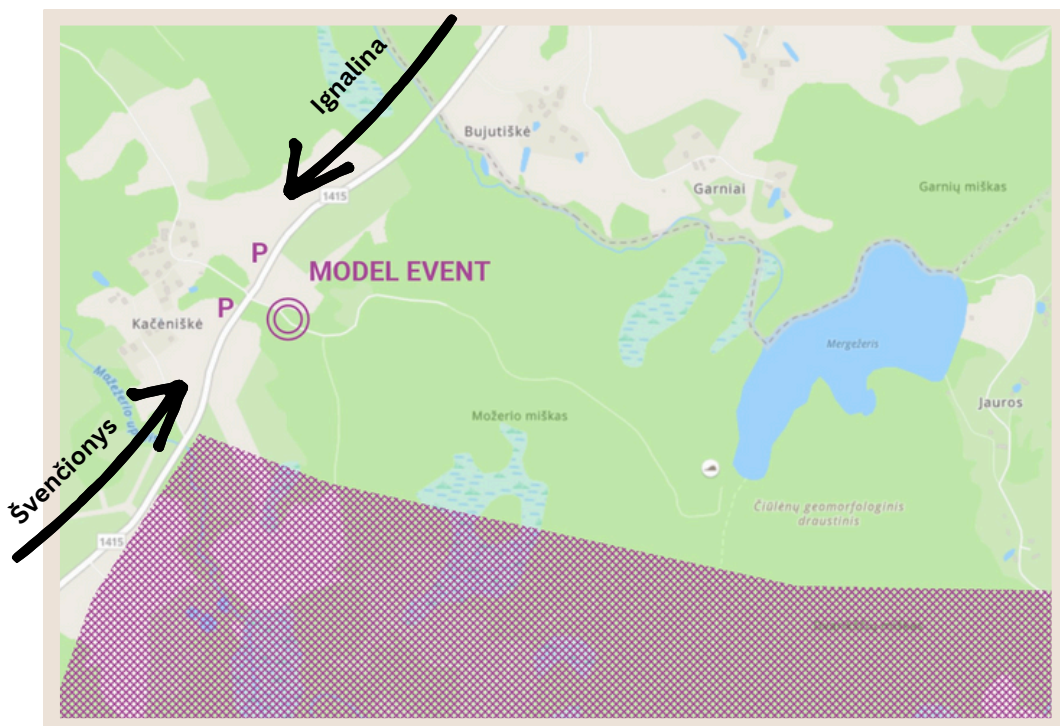 Ignalina
Bujutiškė
1415
Garniai
Garnių miškas
P
MODEL EVENT
P
Kačėniškė
Mergežeris
Jauros
Možerio miškas
Švenčionys
Čiūlėnų geomorfologinis
draustinis
1415